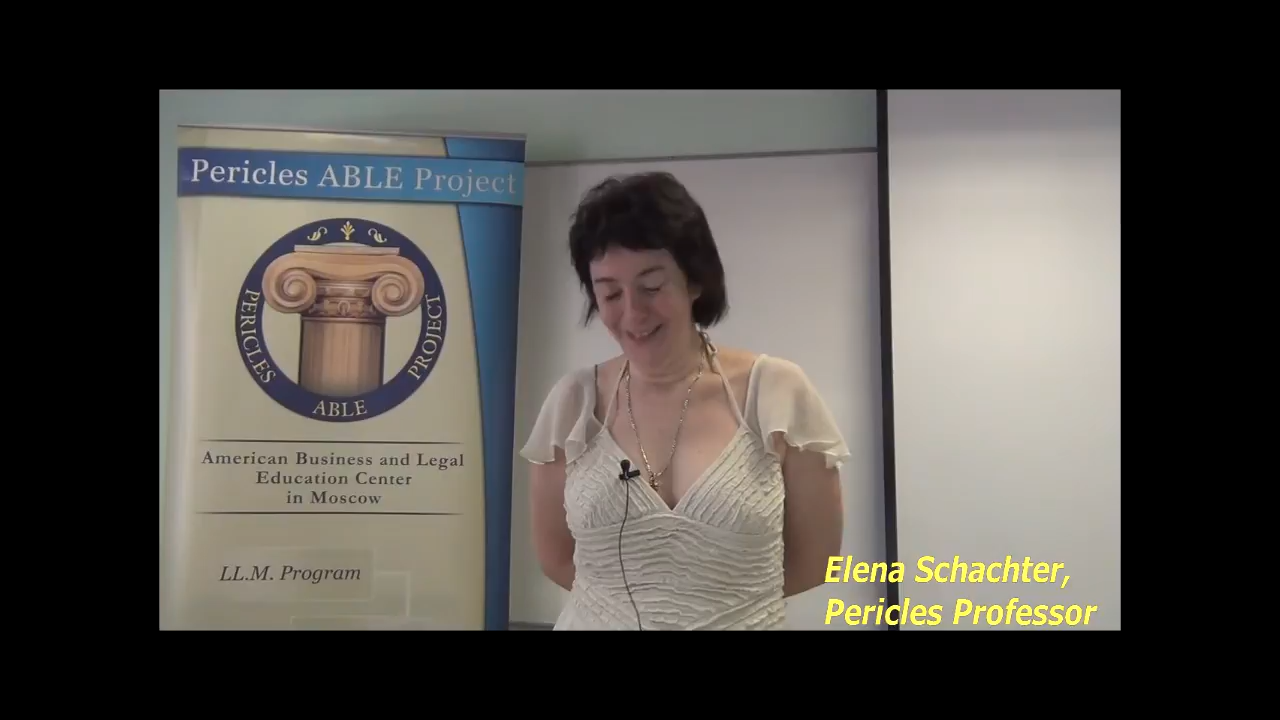 Pericles ABLE Project
PERICLES ABLE PROJECT
American Business and Legal
Education Center
in Moscow
LL.M. Program
Elena Schachter,
Pericles Professor